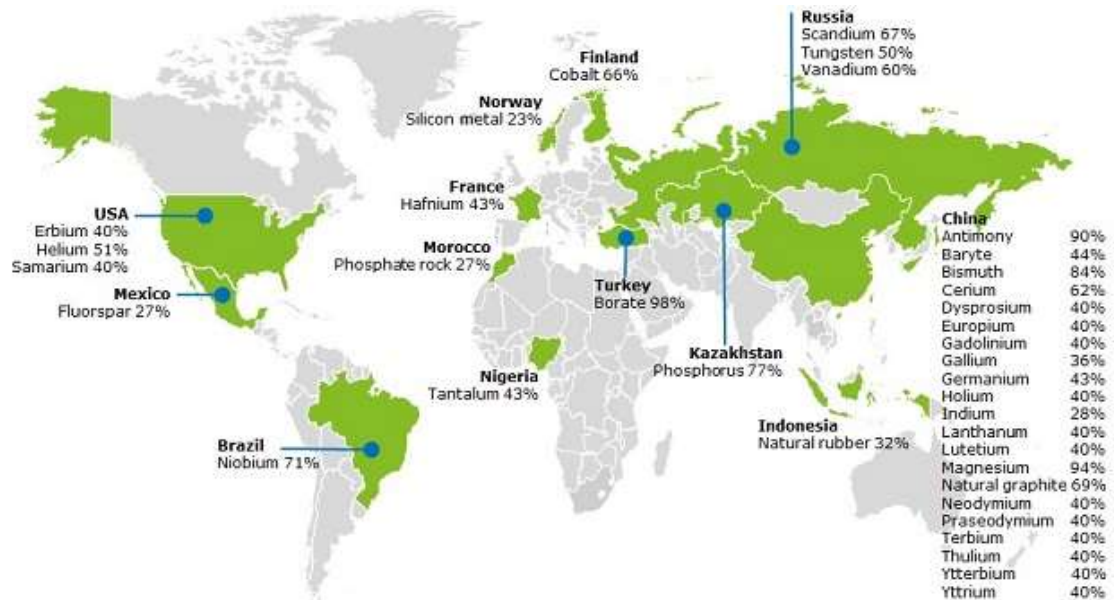 Russia
Scandium 67%
Tungsten 50%
Vanadium 60%
Finland
Cobalt 66%
Norway
Silicon metal 23%
France
Hafnium 43%
USA
Erbium 40%
Helium 51%
Samarium 40%
Morocco
Phosphate rock 27%
Mexico
Fluorspar 27%
Turkey
Borate 98%
Kazakhstan
Phosphorus 77%
Nigeria
Tantalum 43%
Brazil
Niobium 71%
Indonesia
Natural rubber 32%
China
Antimony 90%
Baryte 44%
Bismuth 84%
Cerium 62%
Dysprosium 40%
Europium 40%
Gadolinium 40%
Gallium 36%
Germanium 43%
Holium 40%
Indium 28%
Lanthanum 40%
Lutetium 40%
Magnesium 94%
Natural graphite 69%
Neodymium 40%
Praseodymium 40%
Terbium 40%
Thulium 40%
Ytterbium 40%
Yttrium 40%